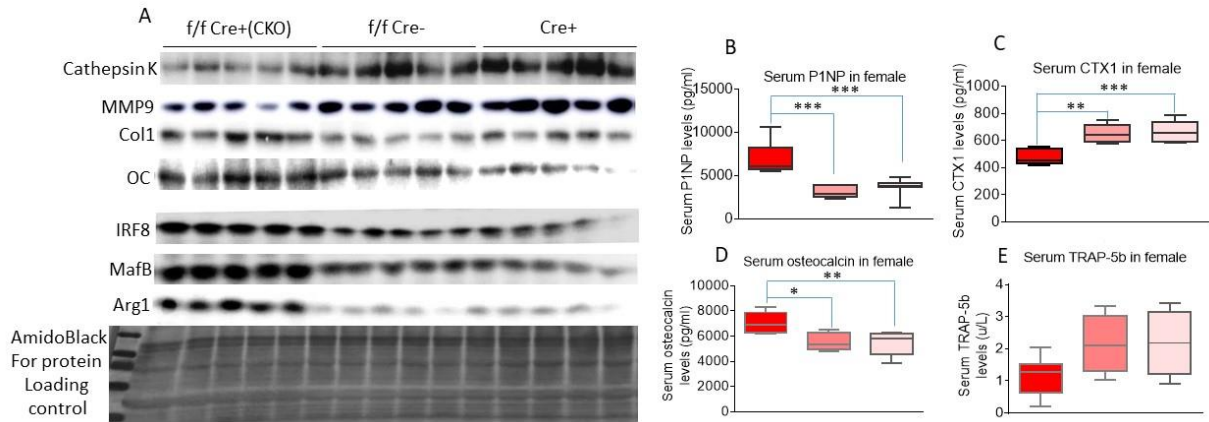 A
f/f Cre+(CKO)
f/f Cre-
Cre+
Cathepsin K
MMP9
Col1
OC
IRF8
MafB
Arg1
AmidoBlack
For protein
Loading
control
B
Serum P1NP in female
Serum P1NP levels (pg/ml)
15000
10000
5000
0
***
***
C
Serum CTX1 in female
Serum CTX1 levels (pg/ml)
1000
800
600
400
200
0
**
***
D
Serum osteocalcin in female
Serum osteocalcin
levels (pg/ml)
10000
8000
6000
4000
2000
0
*
**
E
Serum TRAP-5b in female
Serum TRAP-5b
levels (u/L)
4
3
2
1
0